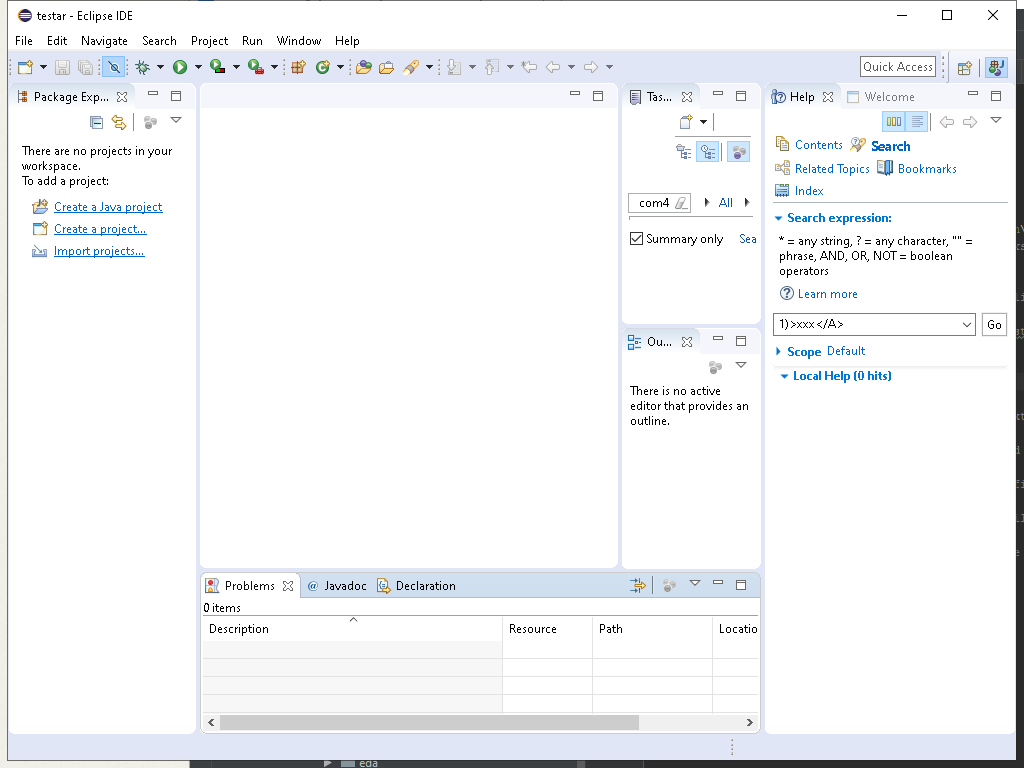 testar - Eclipse IDE
File Edit Navigate Search Project Run Window Help
Quick Access
Package Exp...
There are no projects in your
workspace.
To add a project:
Create a Java project
Create a project...
Import projects...
Tas...
com4
All
Summary only Sea
Ou...
There is no active
editor that provides an
outline.
Help Welcome
Contents Search
Related Topics Bookmarks
Index
Search expression:
* = any string, ? = any character, "" =
phrase, AND, OR, NOT = boolean
operators
Learn more
1)>xxx</A> Go
Scope Default
Local Help (0 hits)
Problems @ Javadoc Declaration
0 items
Description Resource Path Locatio
eda